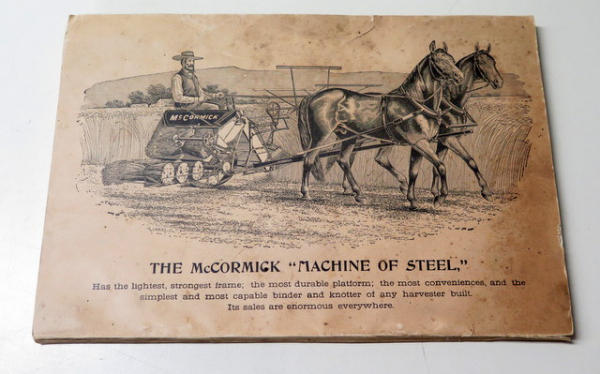 McCORMICK
THE McCORMICK "MACHINE OF STEEL,"
Has the lightest, strongest frame; the most durable platform; the most conveniences, and the
simplest and most capable binder and knotter of any harvester built.
Its sales are enormous everywhere.